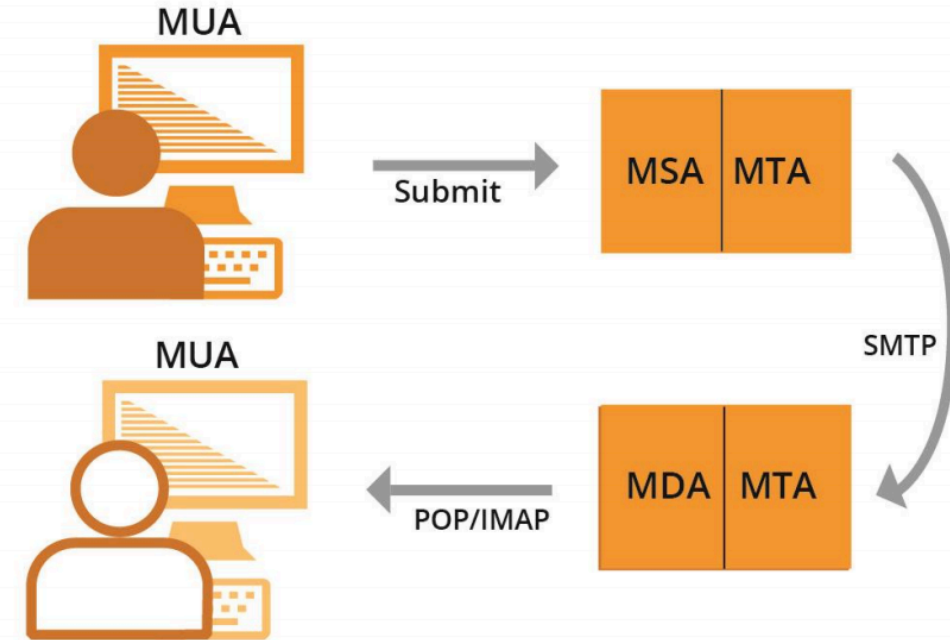 MUA
Submit
MSA MTA
SMTP
MUA
POP/IMAP
MDA MTA